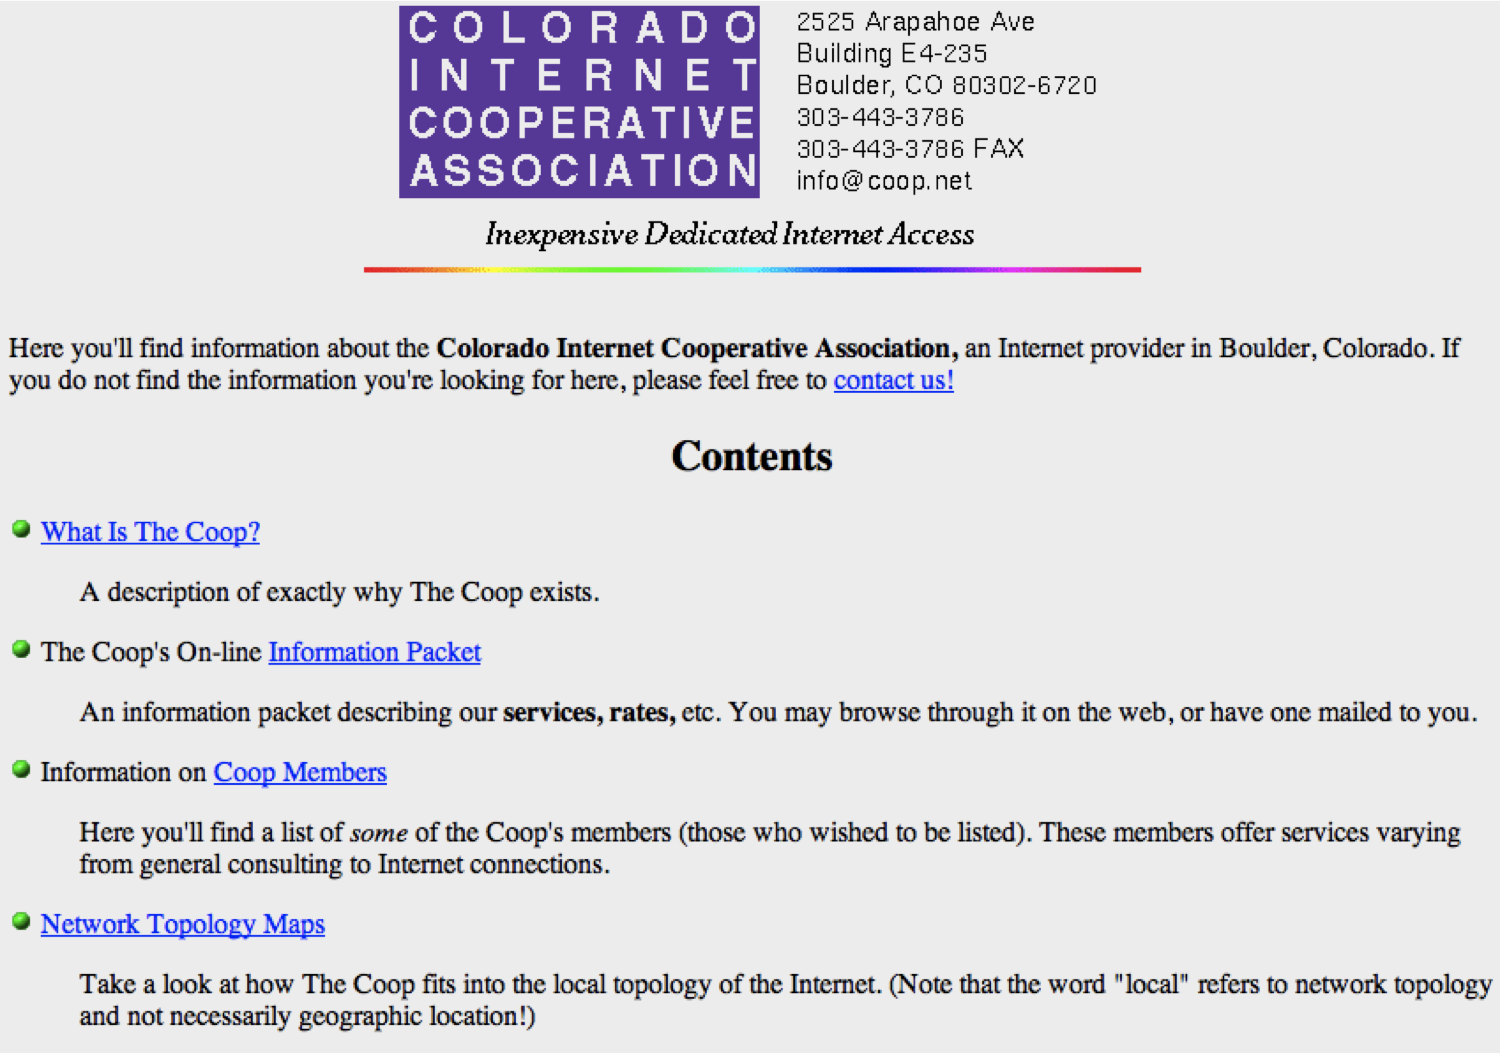 COLORADO
INTERNET
COOPERATIVE
ASSOCIATION
2525 Arapahoe Ave
Building E4-235
Boulder, CO 80302-6720
303-443-3786
303-443-3786 FAX
info@coop.net
Inexpensive Dedicated Internet Access
Here you'll find information about the Colorado Internet Cooperative Association, an Internet provider in Boulder, Colorado. If
you do not find the information you're looking for here, please feel free to contact us!
Contents
What Is The Coop?
A description of exactly why The Coop exists.
The Coop's On-line Information Packet
An information packet describing our services, rates, etc. You may browse through it on the web, or have one mailed to you.
Information on Coop Members
Here you'll find a list of some of the Coop's members (those who wished to be listed). These members offer services varying
from general consulting to Internet connections.
Network Topology Maps
Take a look at how The Coop fits into the local topology of the Internet. (Note that the word "local" refers to network topology
and not necessarily geographic location!)